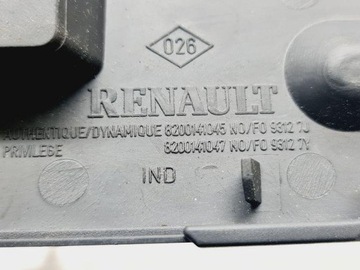 026
RENAULT
AUTHENTIQUE/DYNAMIQUE 8200141045 NO/FO 9312 7J
PRIVILEGE 8200141047 NO/FO 9312 7Y
IND